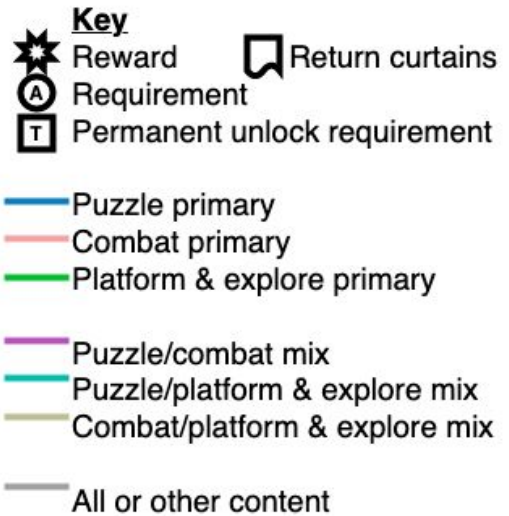 Key
Reward Return curtains
A Requirement
T Permanent unlock requirement
Puzzle primary
Combat primary
Platform & explore primary
Puzzle/combat mix
Puzzle/platform & explore mix
Combat/platform & explore mix
All or other content